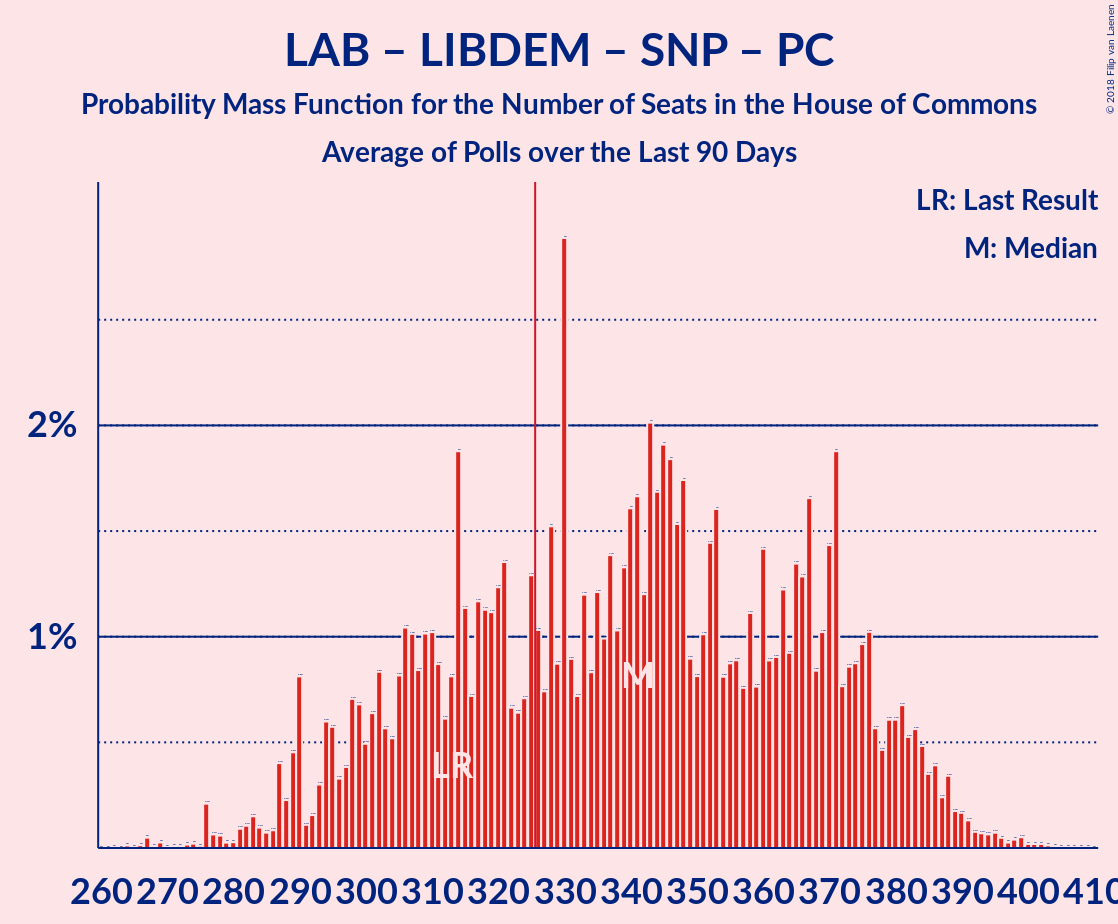 LAB – LIBDEM – SNP – PC
Probability Mass Function for the Number of Seats in the House of Commons
Average of Polls over the Last 90 Days
© 2018 Filip van Laenen
LR: Last Result
M: Median
2%
1%
M
LR
260 270 280 290 300 310 320 330 340 350 360 370 380 390 400 410